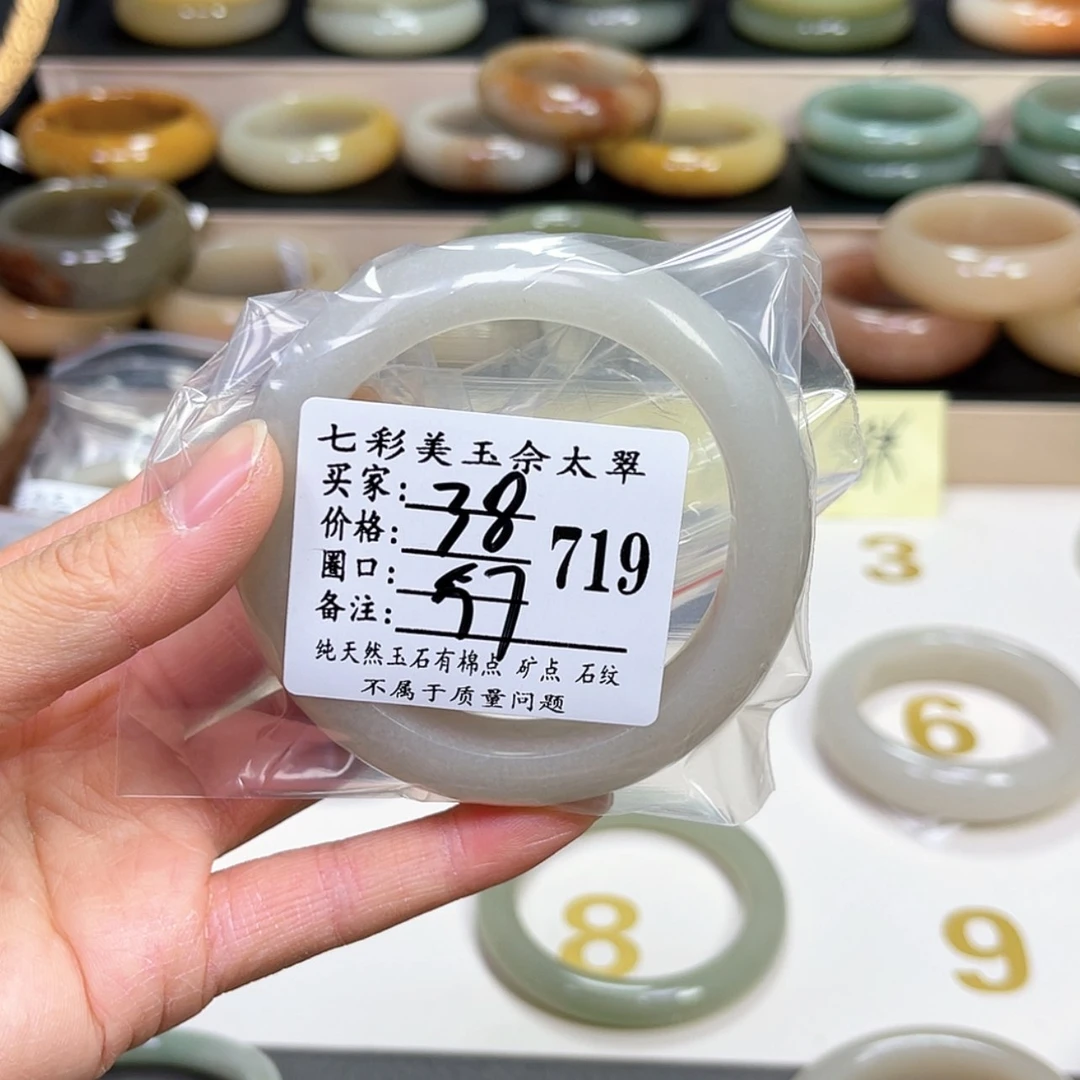 七彩美玉佘太翠
买家:
价格: 38
圈口: 57
备注:
719
纯天然玉石有棉点 矿点 石纹
不属于质量问题
3
6
8
9